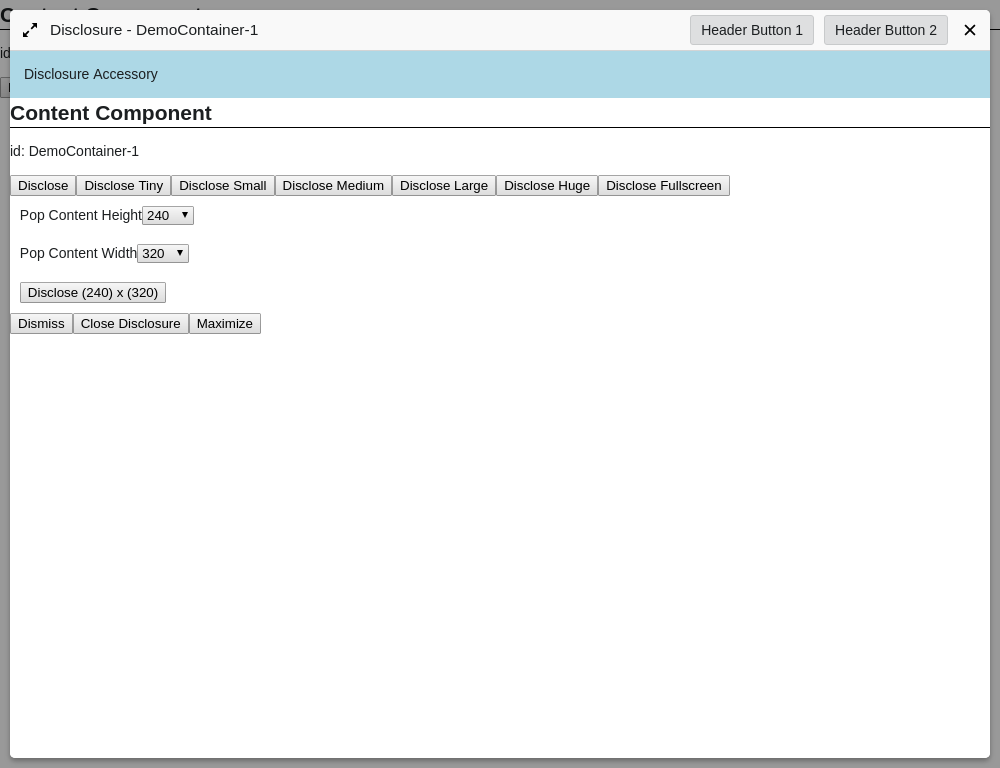 Disclosure - DemoContainer-1
Header Button 1
Header Button 2
Disclosure Accessory
Content Component
id: DemoContainer-1
Disclose Disclose Tiny Disclose Small Disclose Medium Disclose Large Disclose Huge Disclose Fullscreen
Pop Content Height 240
Pop Content Width 320
Disclose (240) x (320)
Dismiss Close Disclosure Maximize